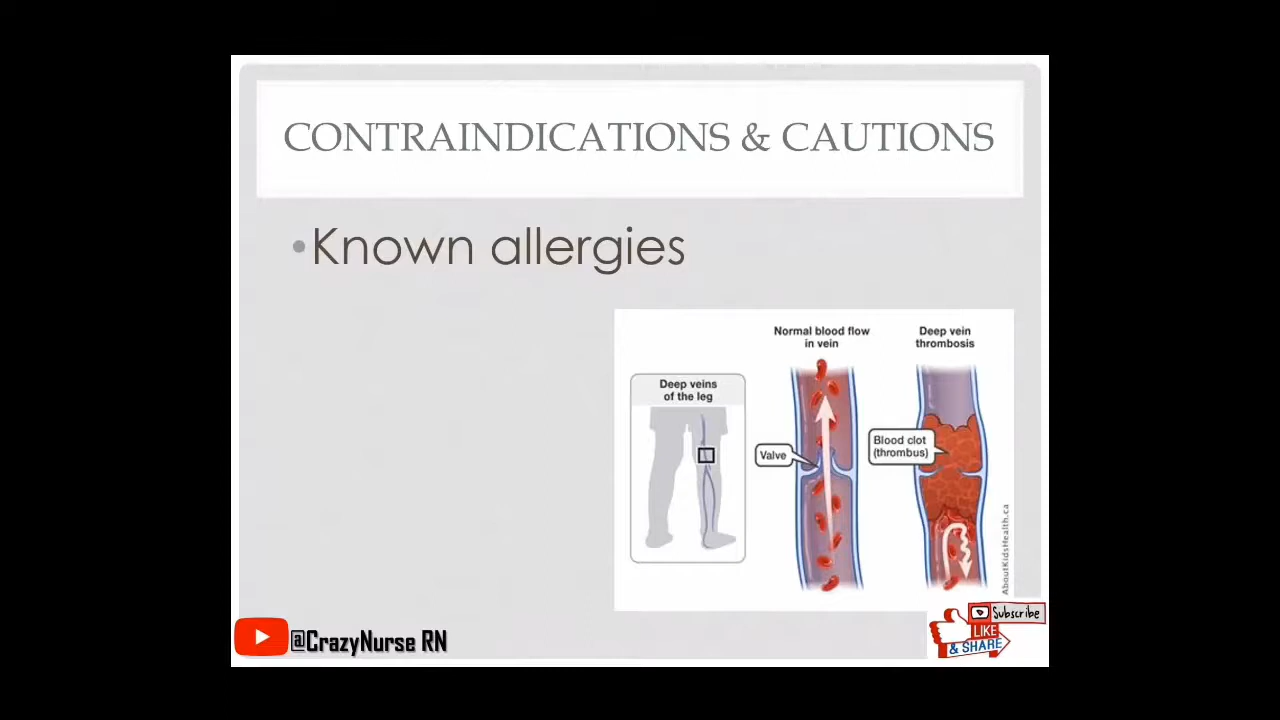 CONTRAINDICATIONS & CAUTIONS
•Known allergies
Normal blood flow
in vein
Deep vein
thrombosis
Deep veins
of the leg
Valve
Blood clot
(thrombus)
AboutKidsHealth.ca
@CrazyNurse RN
Subscribe
LIKE
& SHARE